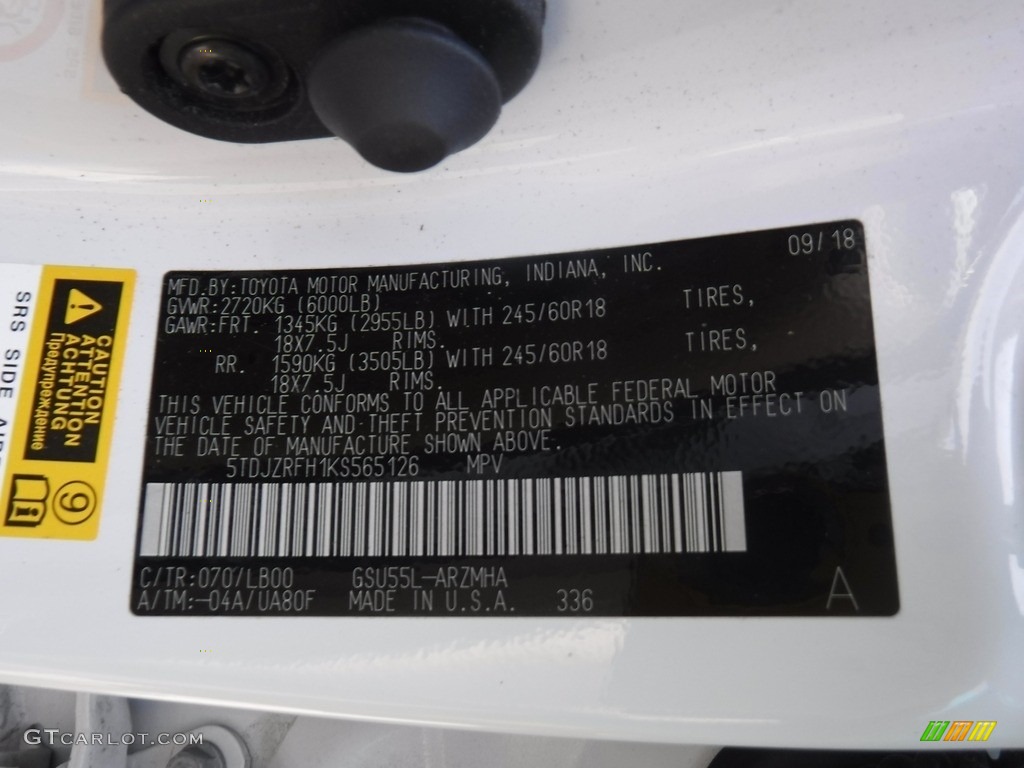 09/18
MFD.BY:TOYOTA MOTOR MANUFACTURING, INDIANA, INC.
GVWR:2720KG (6000LB)
GAWR:FRT. 1345KG (2955LB) WITH 245/60R18 TIRES,
18X7.5J RIMS.
RR. 1590KG (3505LB) WITH 245/60R18 TIRES,
18X7.5J RIMS.
THIS VEHICLE CONFORMS TO ALL APPLICABLE FEDERAL MOTOR
VEHICLE SAFETY AND THEFT PREVENTION STANDARDS IN EFFECT ON
THE DATE OF MANUFACTURE SHOWN ABOVE.
5TDJZRFH1KS565126 MPV
C/TR:070/LB00 GSU55L-ARZMHA
A/TM:-04A/UA80F MADE IN U.S.A. 336 A
CAUTION
ATTENTION
ACHTUNG
Предупреждение
9
SRS SIDE
GTCARLOT.COM